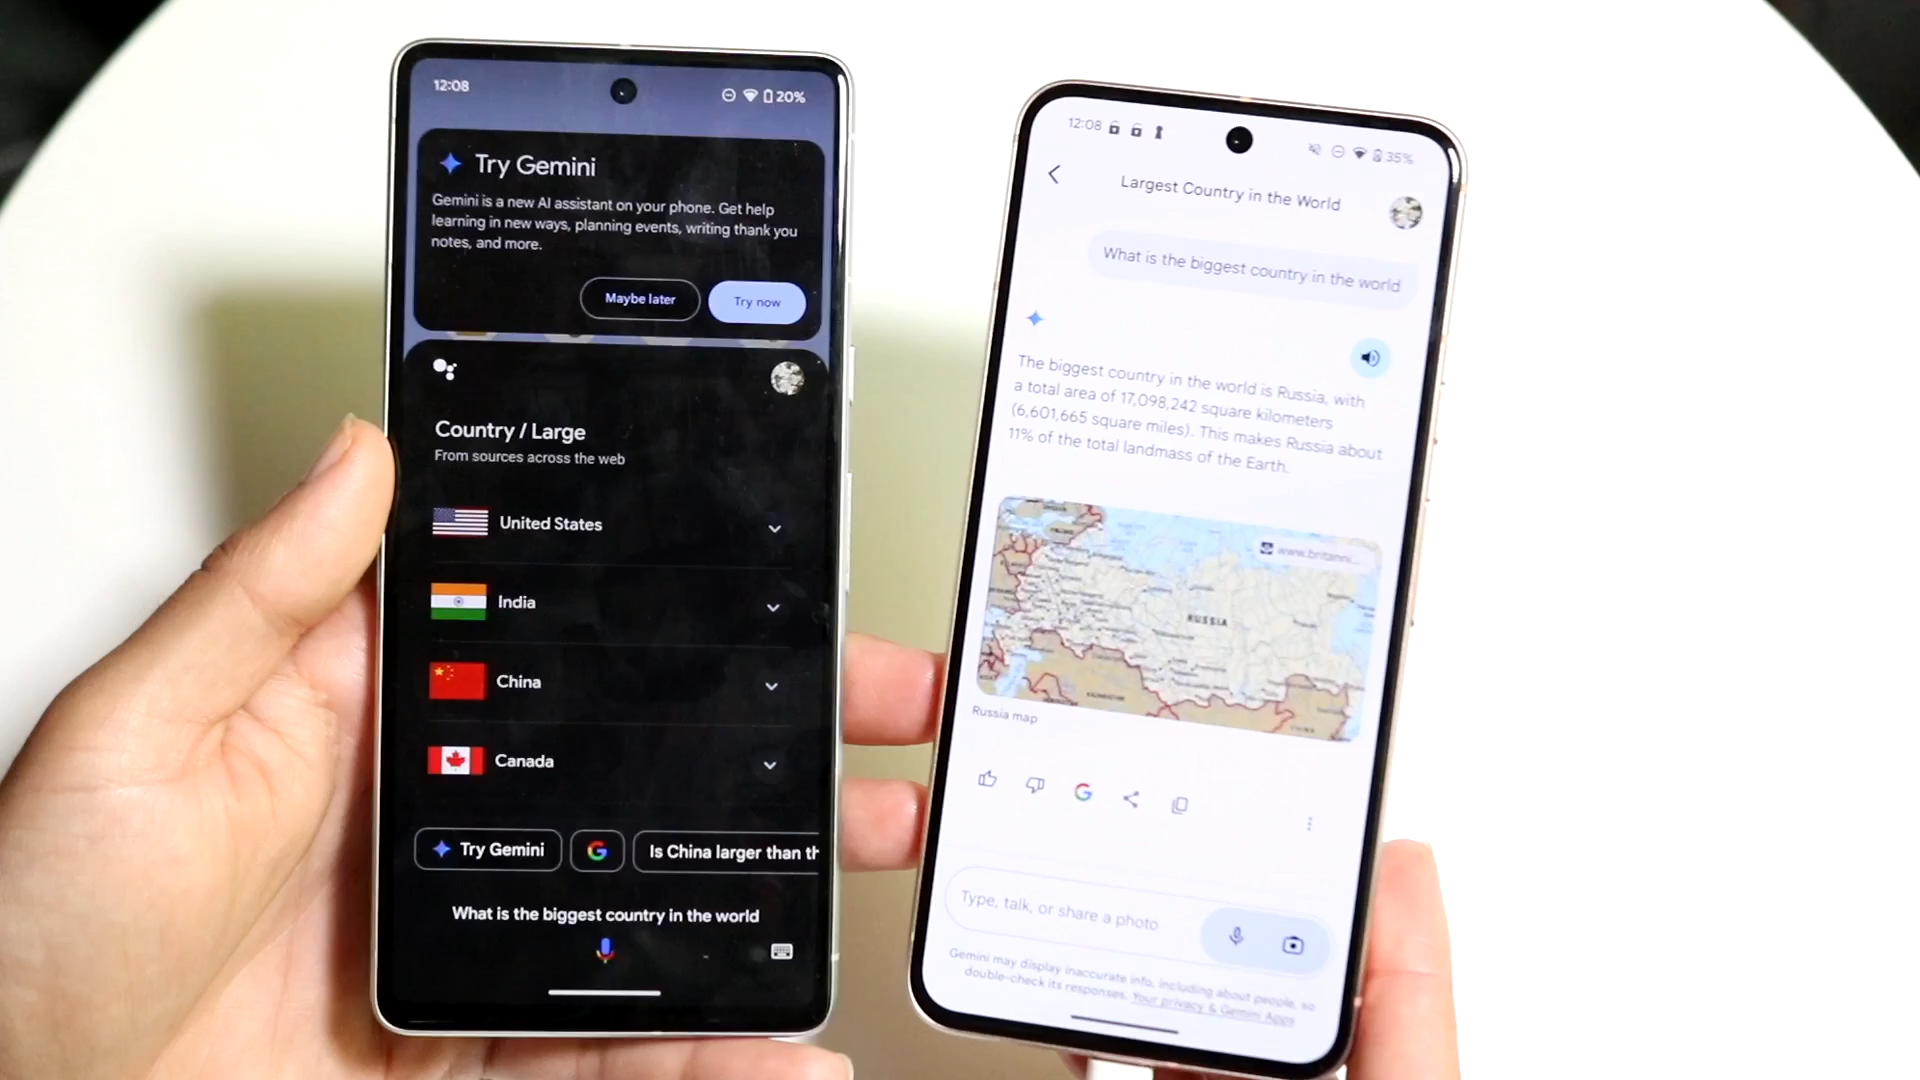 12:08
20%
Try Gemini
Gemini is a new AI assistant on your phone. Get help
learning in new ways, planning events, writing thank you
notes, and more.
Maybe later
Try now
Country / Large
From sources across the web
United States
India
China
Canada
Try Gemini
G
Is China larger than th
What is the biggest country in the world
12:08
35%
Largest Country in the World
What is the biggest country in the world
The biggest country in the world is Russia, with
a total area of 17,098,242 square kilometers
(6,601,665 square miles). This makes Russia about
11% of the total landmass of the Earth.
www.britanni...
RUSSIA
Russia map
G
Type, talk, or share a photo
Gemini may display inaccurate info, including about people, so
double-check its responses. Your privacy & Gemini Apps